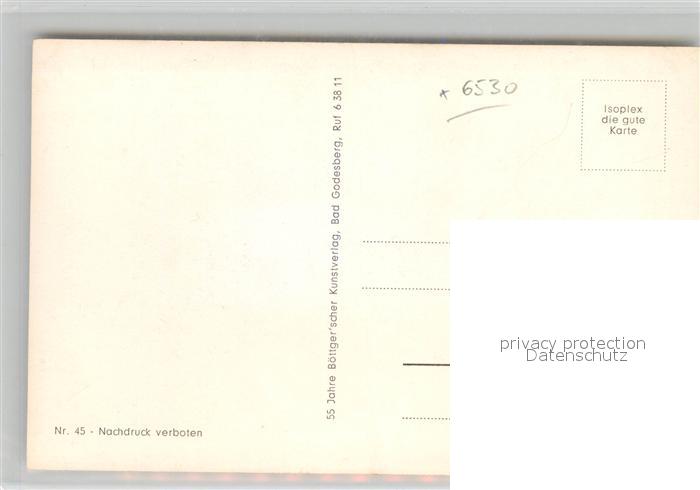 * 6530
Isoplex
die gute
Karte
55 Jahre Böttger'scher Kunstverlag, Bad Godesberg, Ruf 6 38 11
privacy protection
Datenschutz
Nr. 45 - Nachdruck verboten